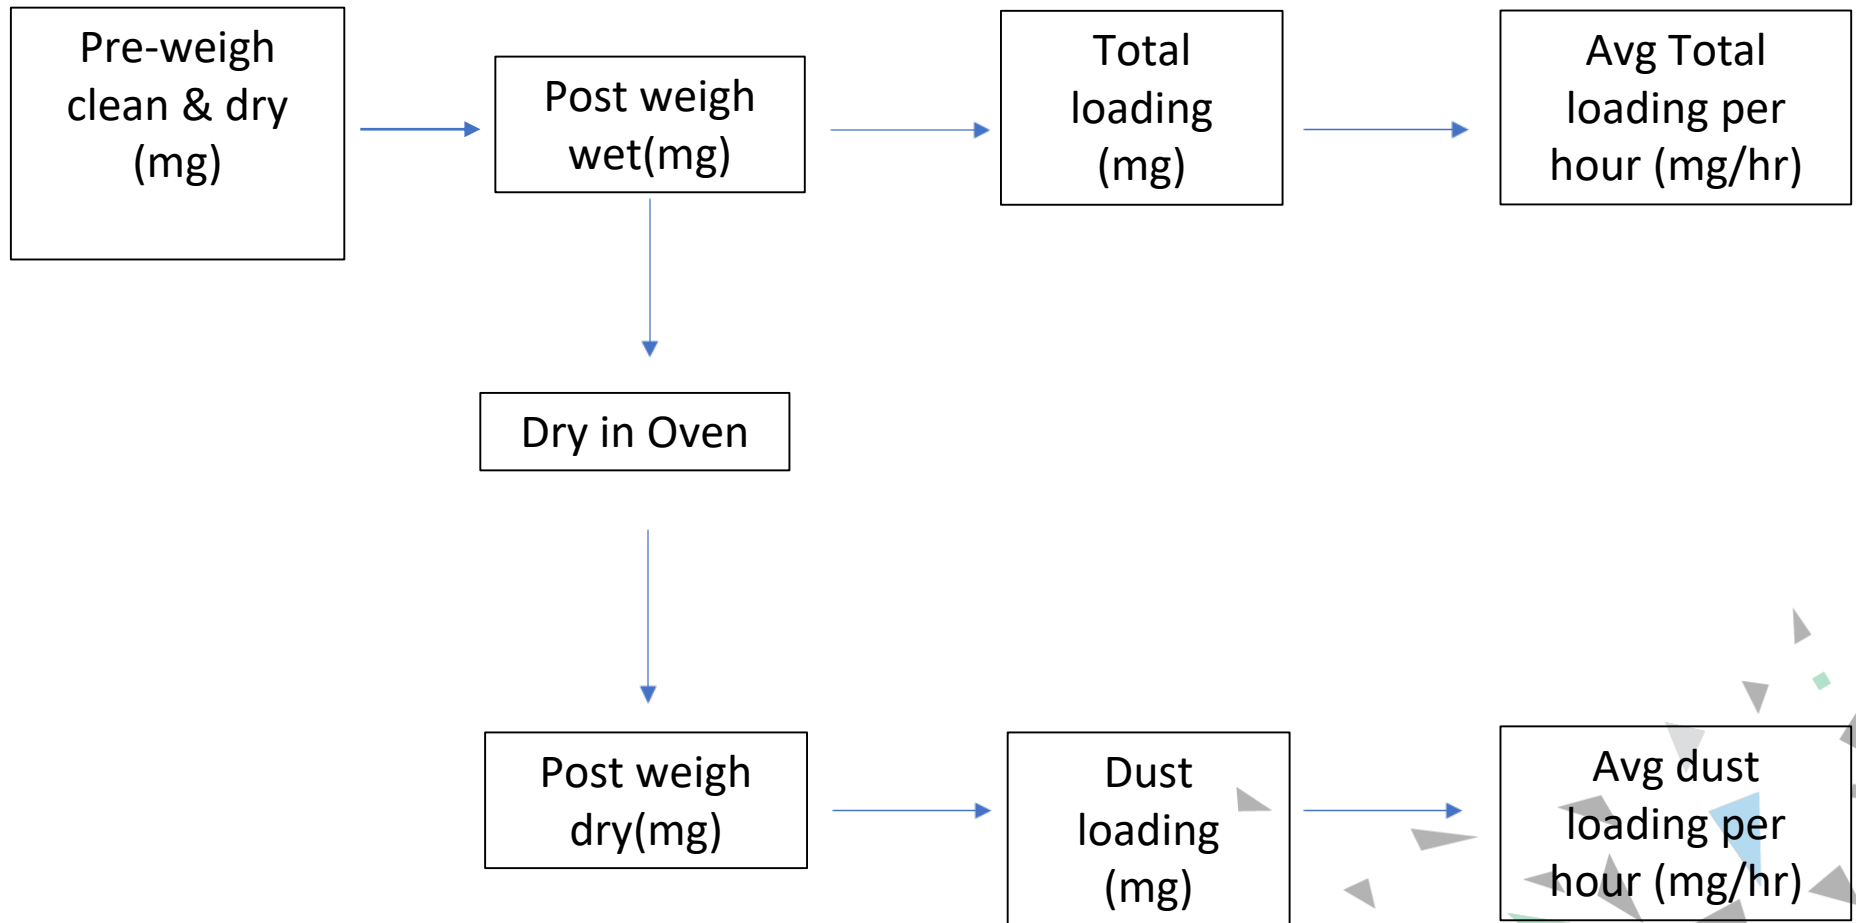 Pre-weigh
clean & dry
(mg)
Post weigh
wet(mg)
Total
loading
(mg)
Avg Total
loading per
hour (mg/hr)
Dry in Oven
Post weigh
dry(mg)
Dust
loading
(mg)
Avg dust
loading per
hour (mg/hr)